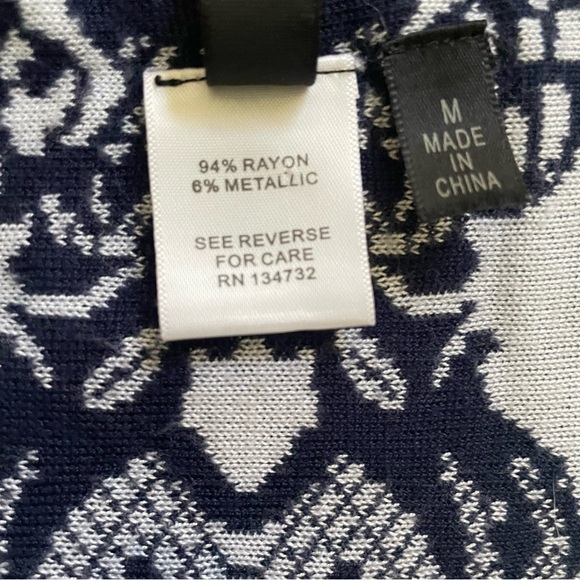 94% RAYON
6% METALLIC
SEE REVERSE
FOR CARE
RN 134732
M
MADE
IN
CHINA